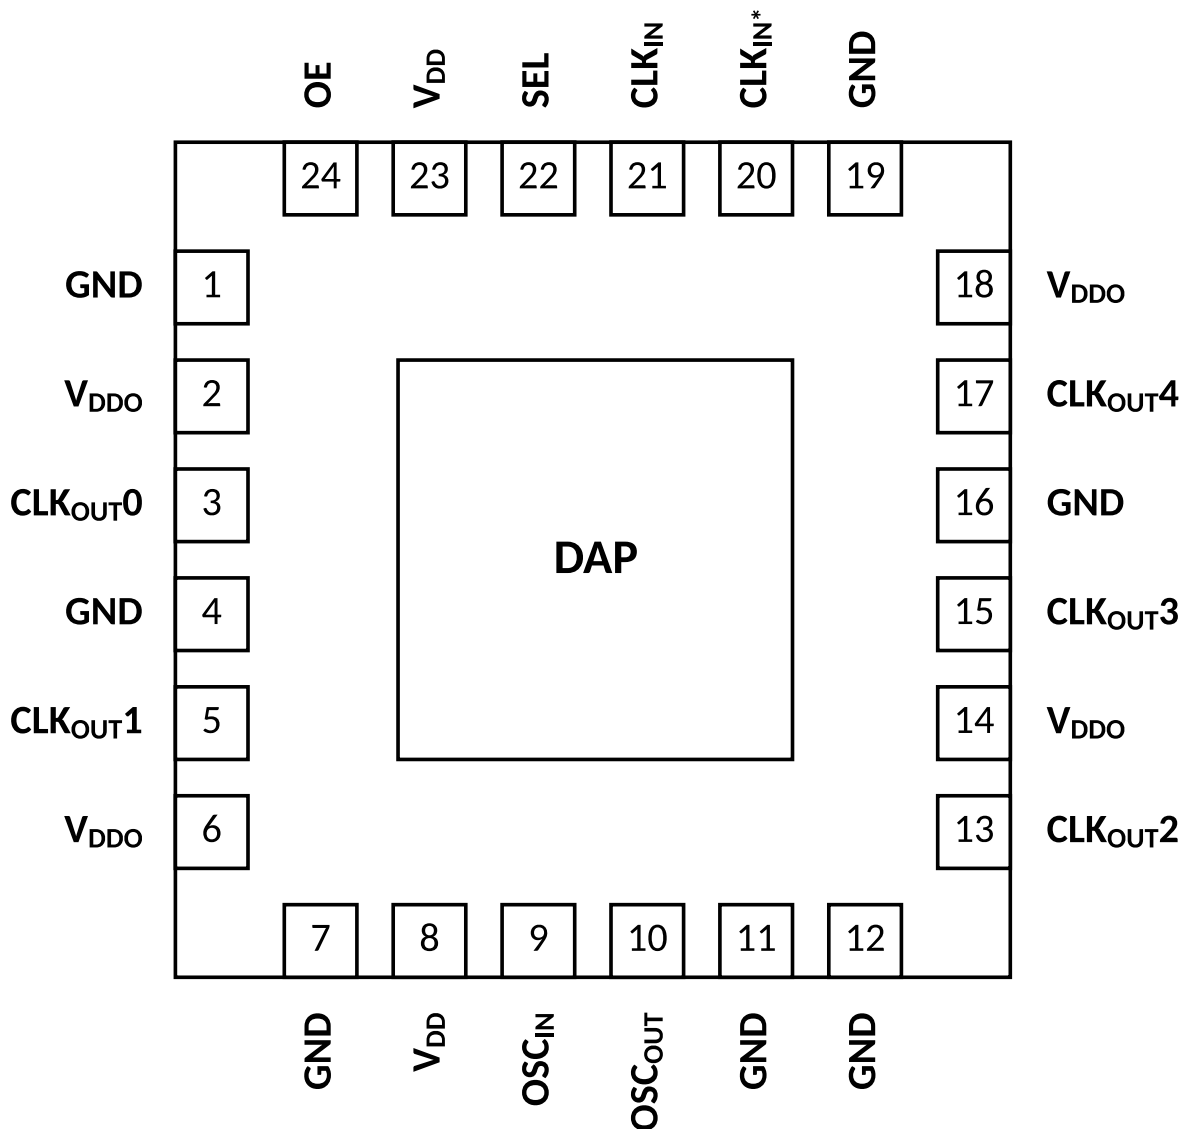 OE VDD SEL CLKIN CLKIN* GND
24 23 22 21 20 19
GND 1 18 VDDO
VDDO 2 17 CLKOUT4
CLKOUT0 3 16 GND
DAP
GND 4 15 CLKOUT3
CLKOUT1 5 14 VDDO
VDDO 6 13 CLKOUT2
7 8 9 10 11 12
GND VDD OSCIN OSCOUT GND GND